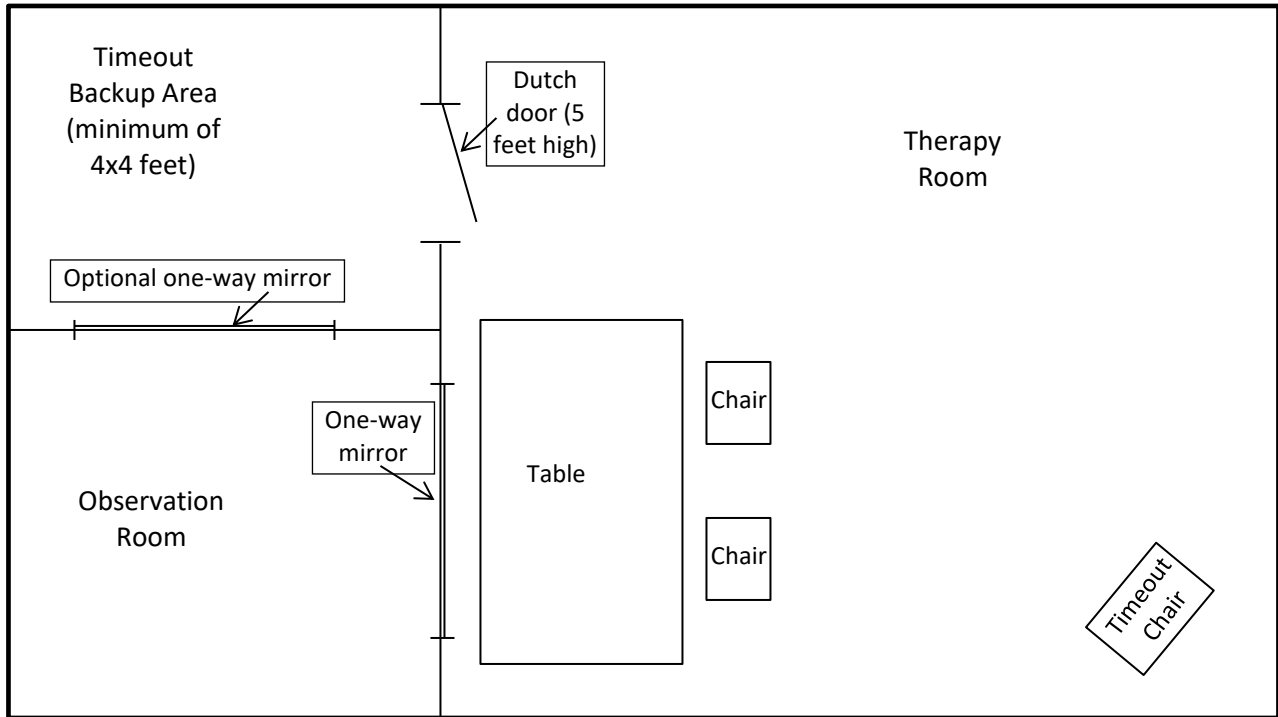 Timeout
Backup Area
(minimum of
4x4 feet)
Dutch
door (5
feet high)
Therapy
Room
Optional one-way mirror
One-way
mirror
Table
Chair
Chair
Observation
Room
Timeout
Chair